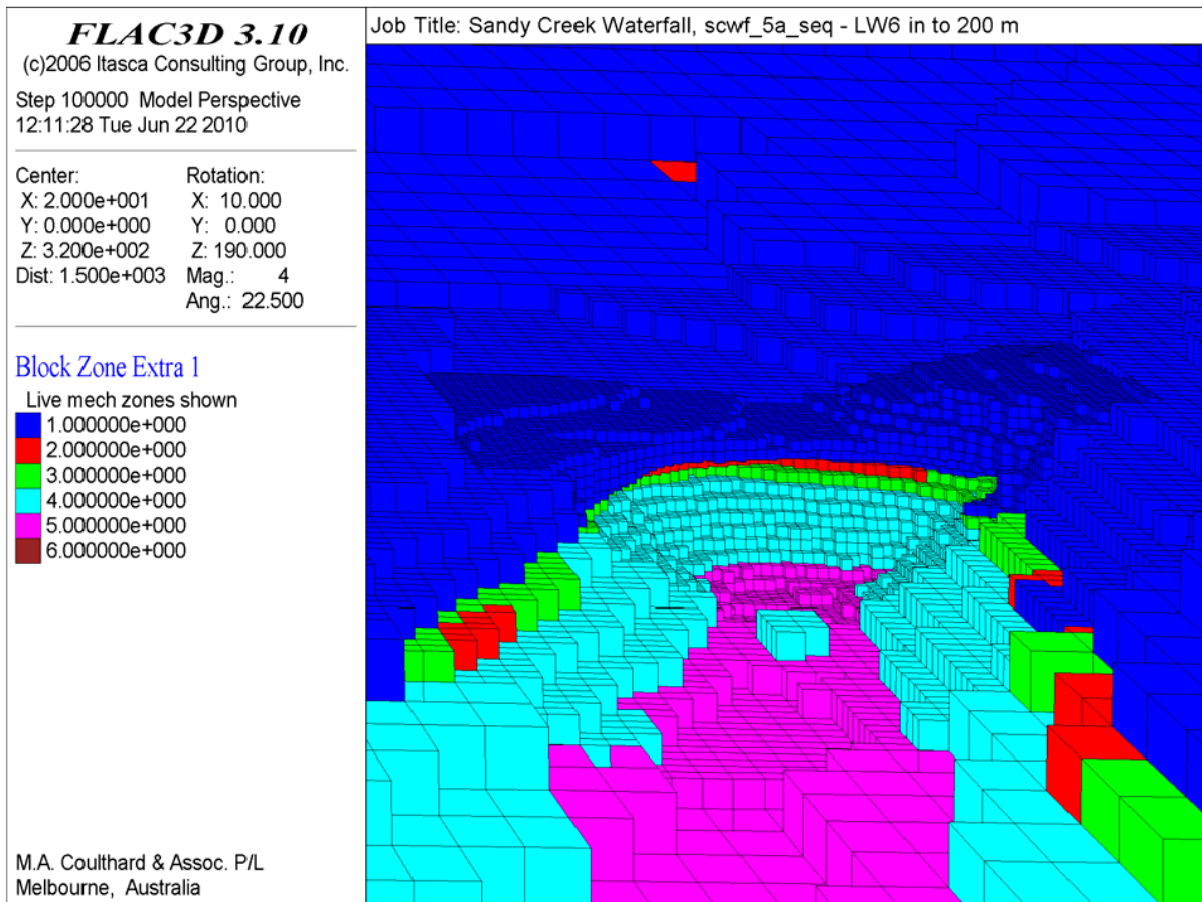 FLAC3D 3.10
(c)2006 Itasca Consulting Group, Inc.
Step 100000  Model Perspective
12:11:28 Tue Jun 22 2010
Center:
X: 2.000e+001
Y: 0.000e+000
Z: 3.200e+002
Dist: 1.500e+003
Rotation:
X: 10.000
Y: 0.000
Z: 190.000
Mag.: 4
Ang.: 22.500
Block Zone Extra 1
Live mech zones shown
1.000000e+000
2.000000e+000
3.000000e+000
4.000000e+000
5.000000e+000
6.000000e+000
M.A. Coulthard & Assoc. P/L
Melbourne, Australia
Job Title: Sandy Creek Waterfall, scwf_5a_seq - LW6 in to 200 m